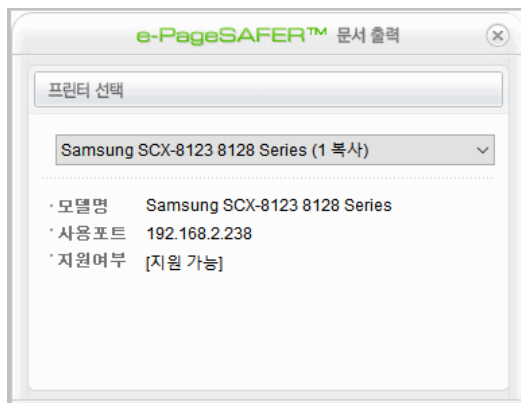 e-PageSAFER™ 문서 출력
프린터 선택
Samsung SCX-8123 8128 Series (1 복사)
·모델명 Samsung SCX-8123 8128 Series
·사용포트 192.168.2.238
·지원여부 [지원 가능]